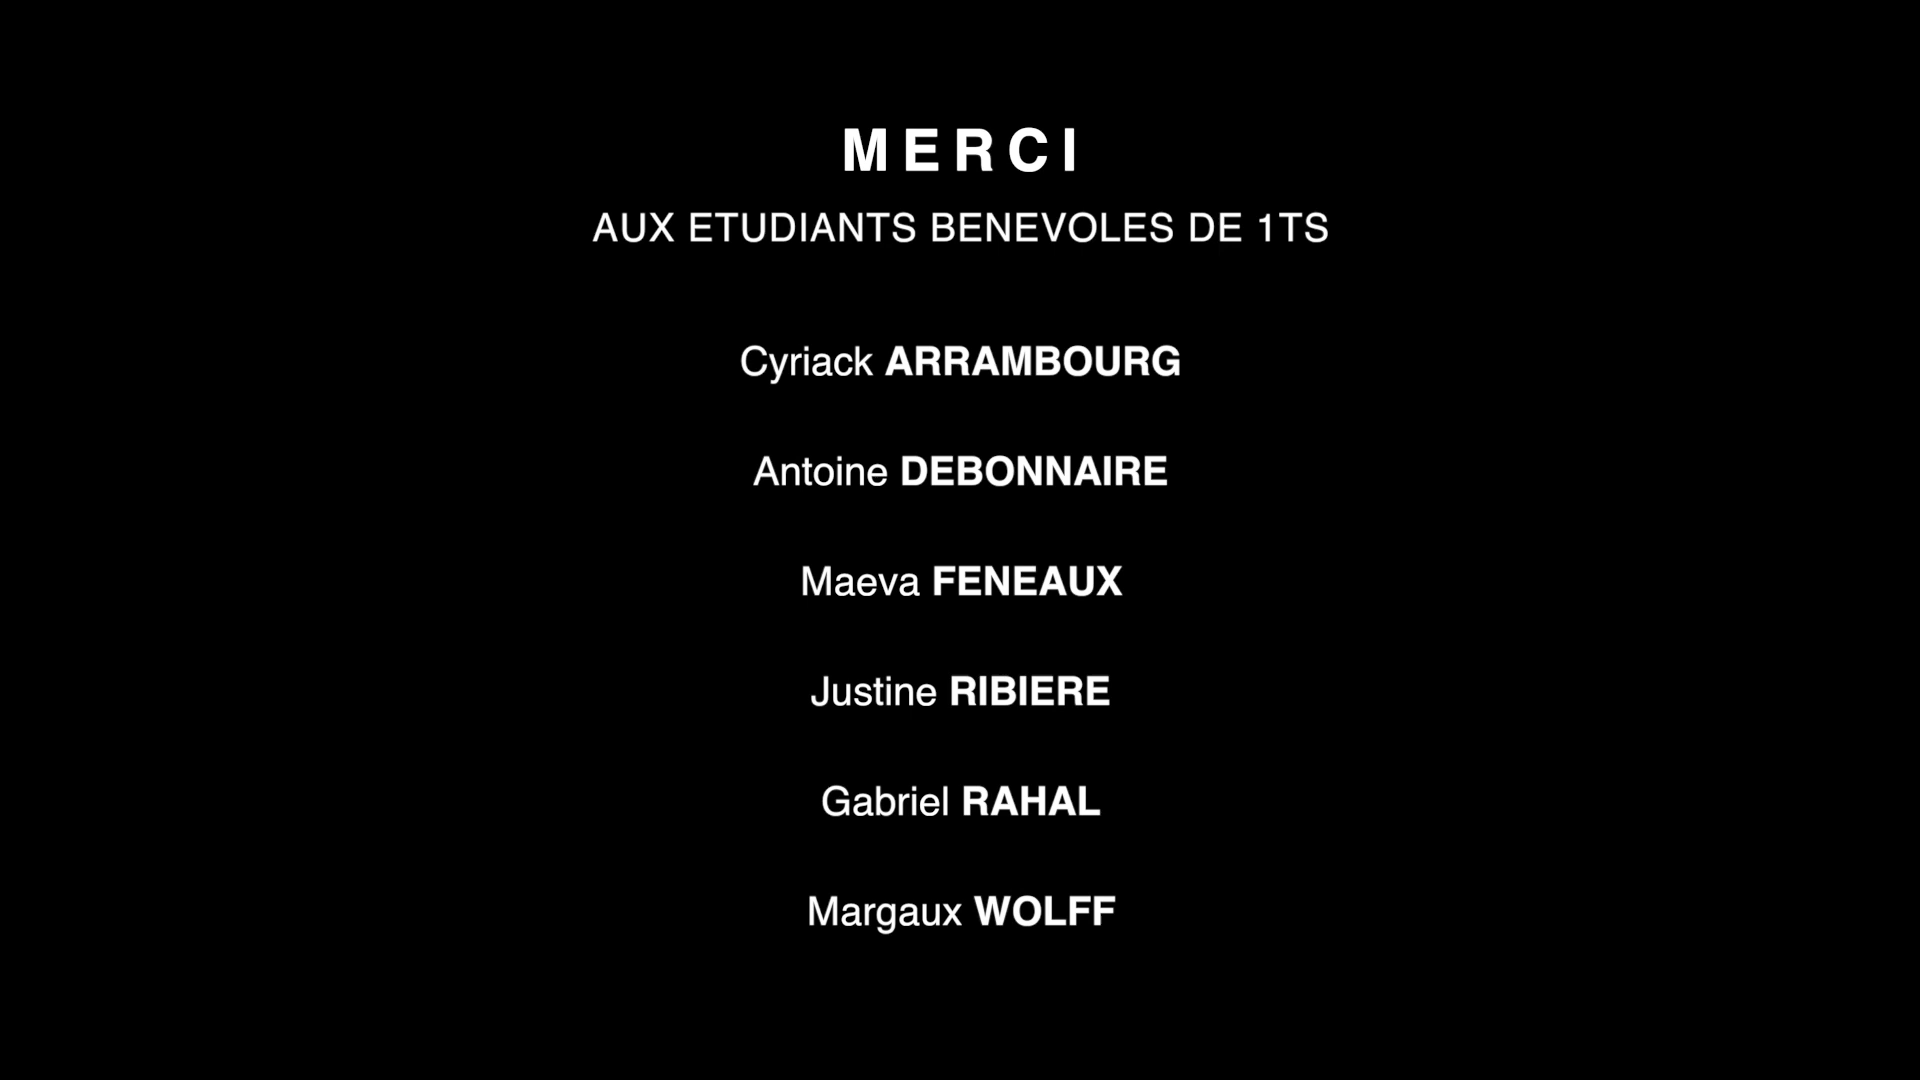 MERCI
AUX ETUDIANTS BENEVOLES DE 1TS
Cyriack ARRAMBOURG
Antoine DEBONNAIRE
Maeva FENEAUX
Justine RIBIERE
Gabriel RAHAL
Margaux WOLFF